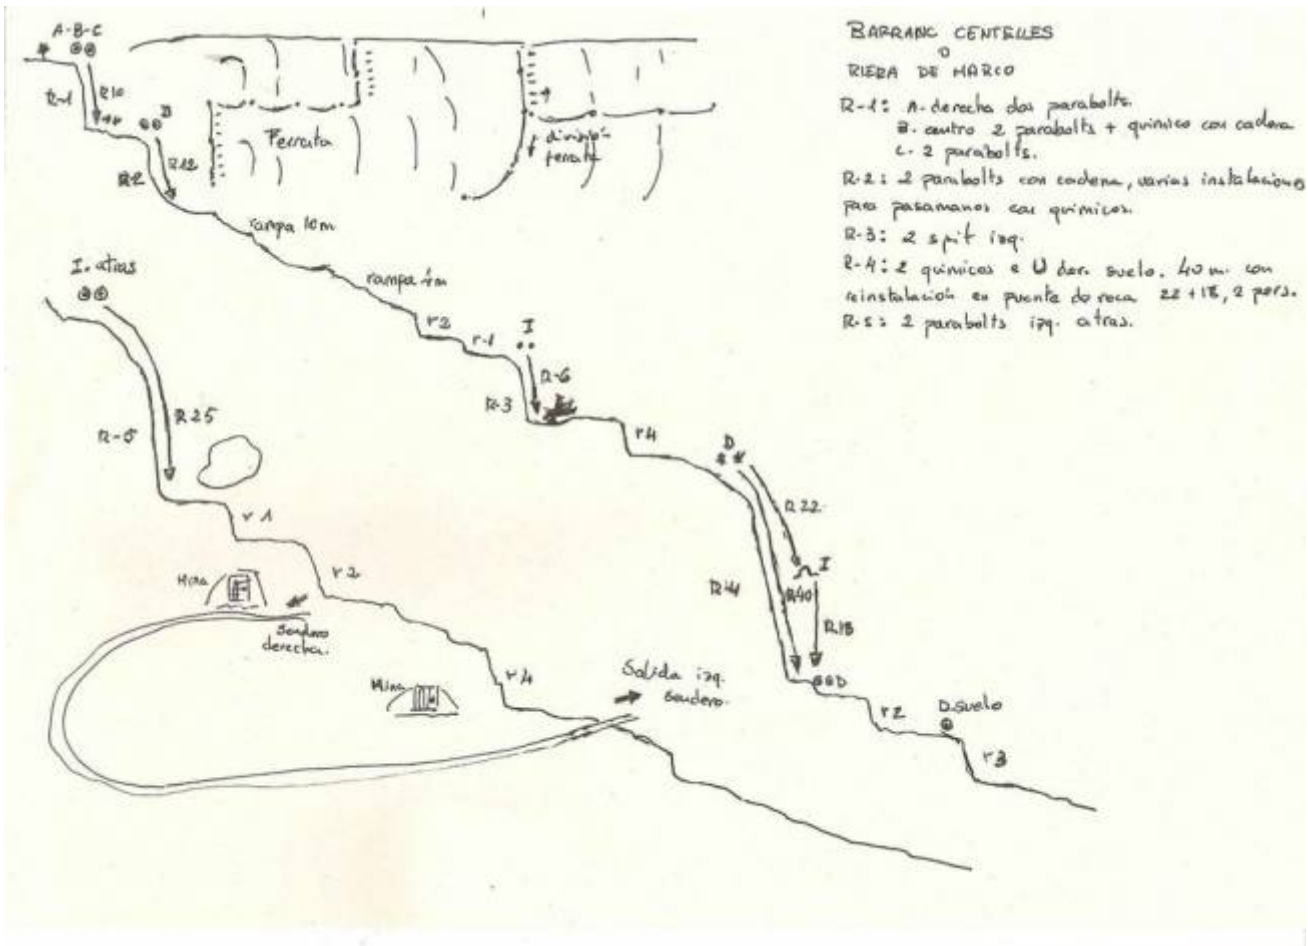 BARRANC CENTELLES
O
RIERA DE MARCO
R-1: A. derecha dos parabolts.
B. centro 2 parabolts + quimico con cadena
C. 2 parabolts.
R-2: 2 parabolts con cadena, varias instalaciones
para pasamanos con quimicos.
R-3: 2 spit izq.
R-4: 2 quimicos e U der. suelo. 40 m. con
reinstalación en puente de roca 22+18, 2 pers.
R-5: 2 parabolts izq. atras.
A-B-C
R-1
R10
D
R-2
R12
Ferrata
división
ferrata
rampa 10m
rampa 4m
r2
r-1
I
R-6
R-3
r4
D
R22
I
R-4
R40
R18
D
r2
D.suelo
r3
I. atras
R25
R-5
r1
r2
Mina
Sendero
derecha.
Mina
r4
Salida izq.
Sendero.